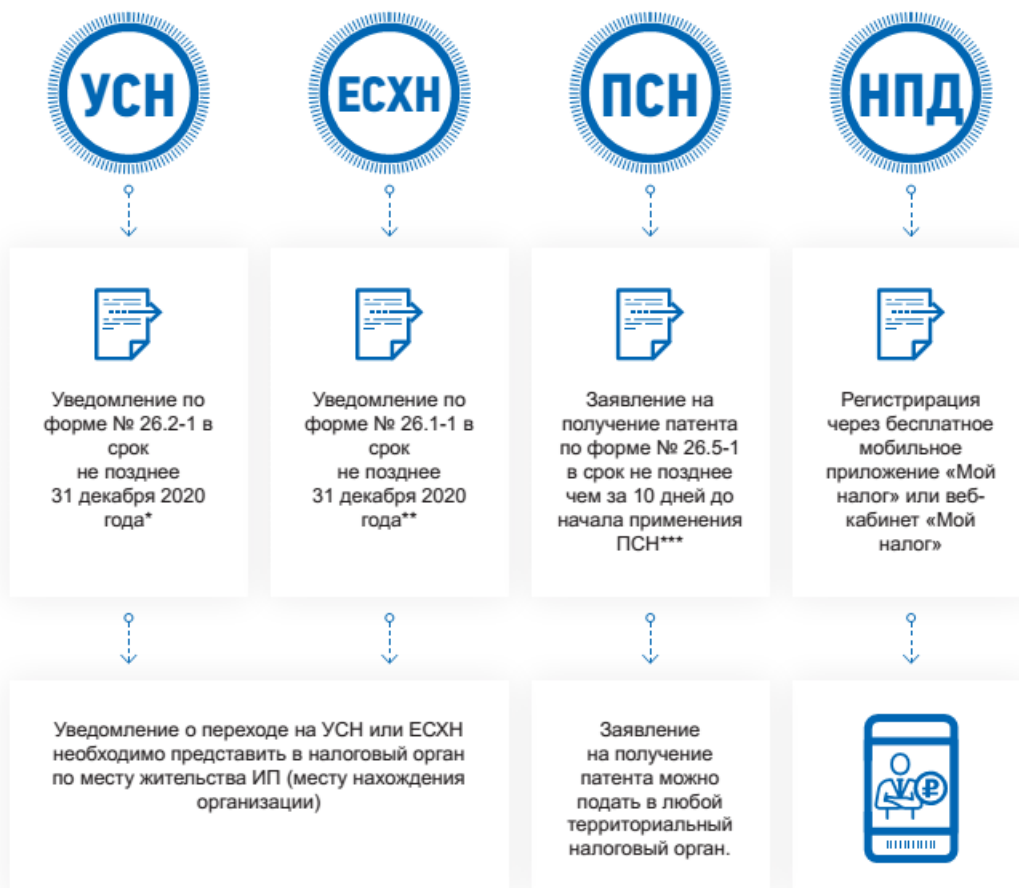 УСН
ЕСХН
ПСН
НПД
Уведомление по
форме № 26.2-1 в
срок
не позднее
31 декабря 2020
года*
Уведомление по
форме № 26.1-1 в
срок
не позднее
31 декабря 2020
года**
Заявление на
получение патента
по форме № 26.5-1
в срок не позднее
чем за 10 дней до
начала применения
ПСН***
Регистрирация
через бесплатное
мобильное
приложение «Мой
налог» или веб-
кабинет «Мой
налог»
Уведомление о переходе на УСН или ЕСХН
необходимо представить в налоговый орган
по месту жительства ИП (месту нахождения
организации)
Заявление
на получение
патента можно
подать в любой
территориальный
налоговый орган.
₽